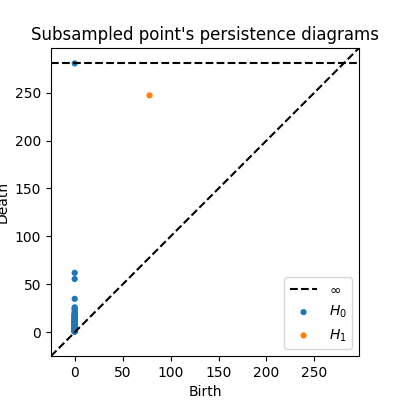 Subsampled point's persistence diagrams
Death
250
200
150
100
50
0
0 50 100 150 200 250
Birth
∞
H₀
H₁